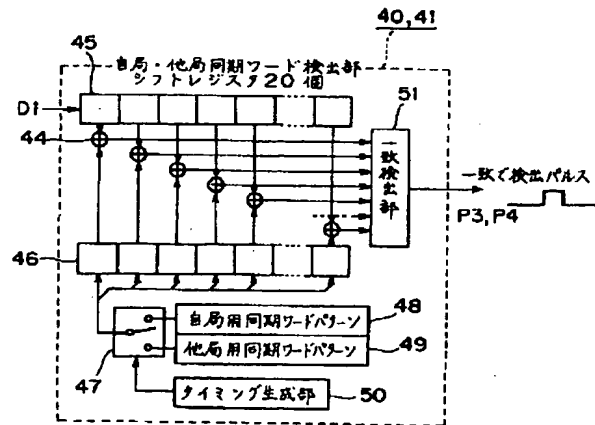 40, 41
45
自局・他局同期ワード検出部
シフトレジスタ20個
51
D1
44
一致検出部
一致で検出パルス
P3, P4
46
48
自局用同期ワードパターン
他局用同期ワードパターン
49
47
タイミング生成部
50